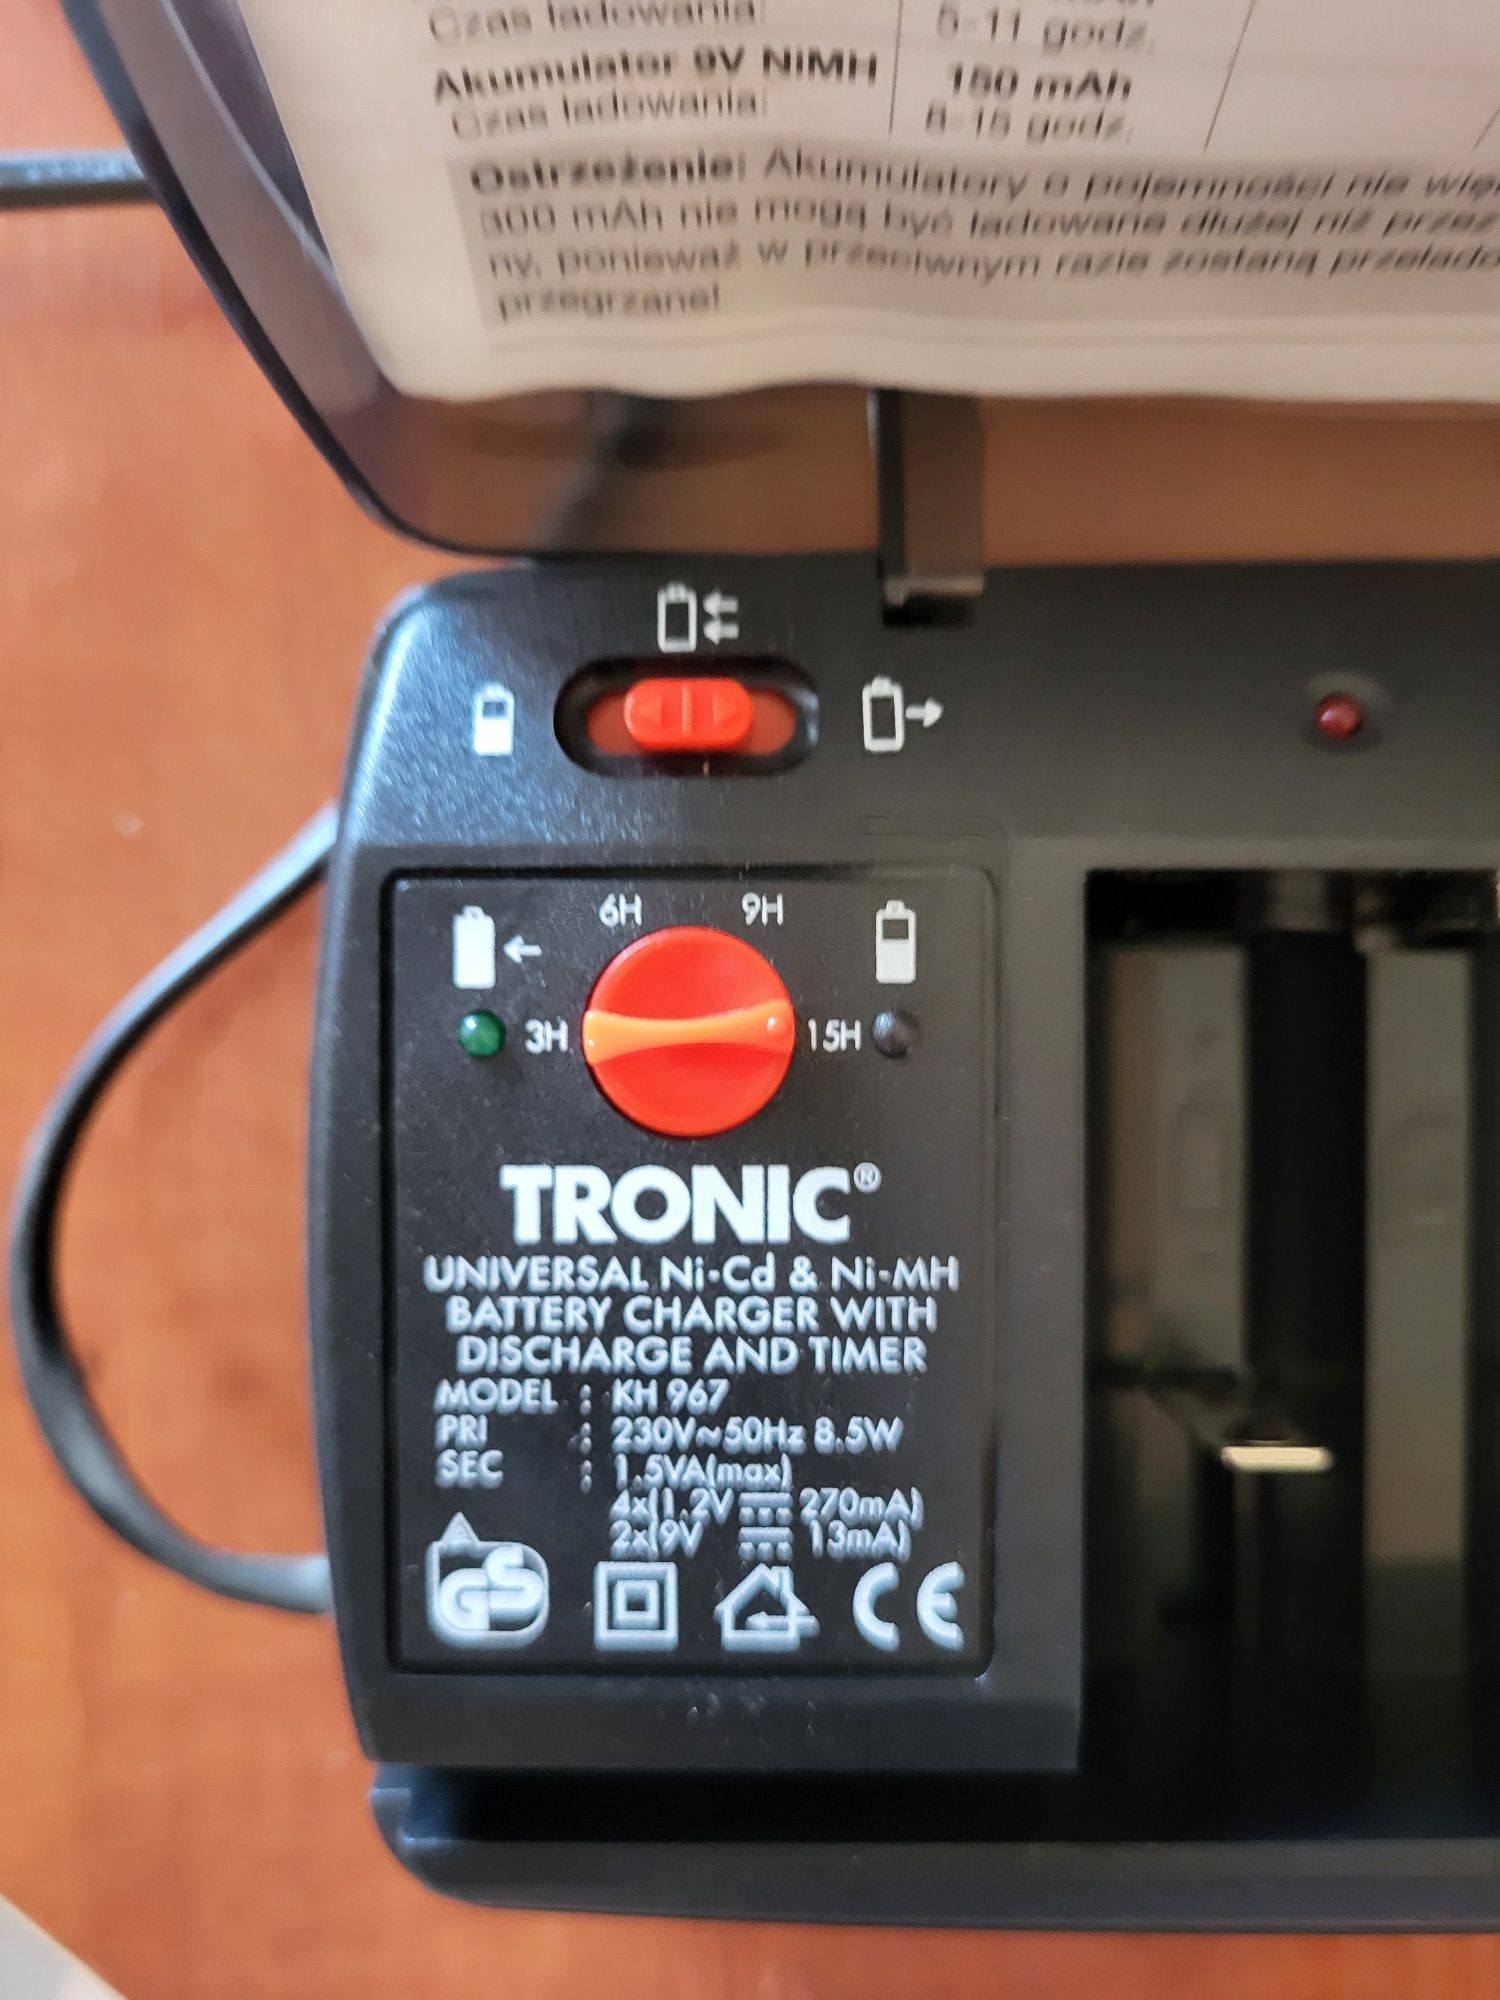 Czas ładowania:
5-11 godz.
Akumulator 9V NiMH
150 mAh
Czas ładowania:
8-15 godz.
Ostrzeżenie: Akumulatory o pojemności nie wię
300 mAh nie mogą być ładowane dłużej niż przez
ny, ponieważ w przeciwnym razie zostaną przelado
przegrzane!
6H 9H
3H 15H
TRONIC®
UNIVERSAL Ni-Cd & Ni-MH
BATTERY CHARGER WITH
DISCHARGE AND TIMER
MODEL : KH 967
PRI : 230V~50Hz 8.5W
SEC : 1.5VA(max)
4x(1.2V ⎓ 270mA)
2x(9V ⎓ 13mA)
GS CE